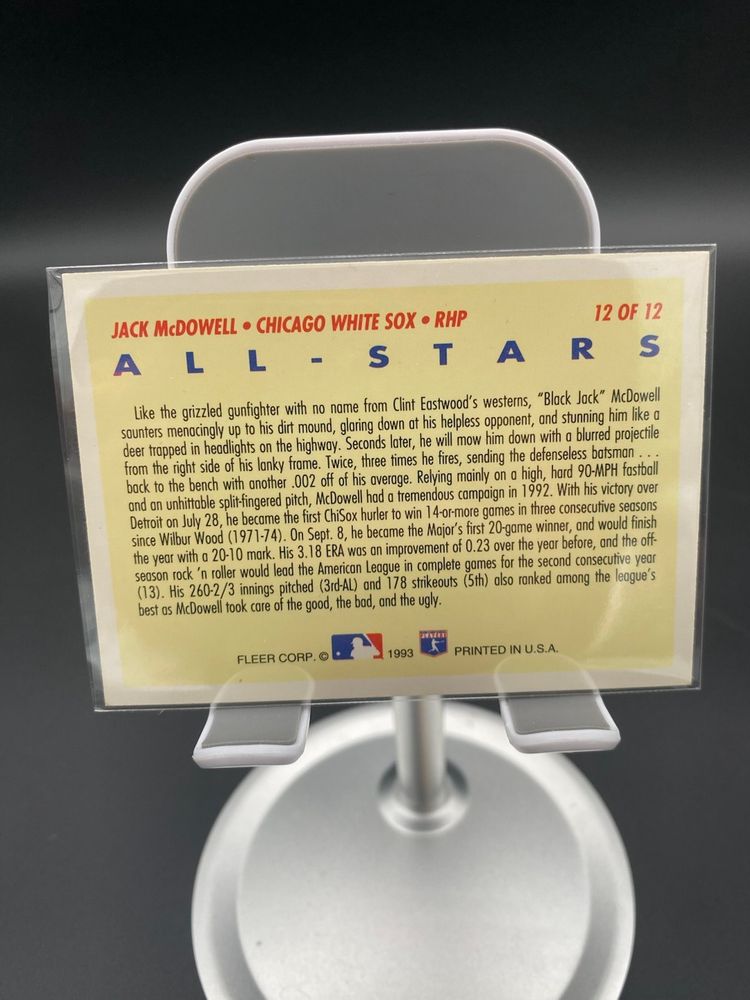 JACK McDOWELL • CHICAGO WHITE SOX • RHP 12 OF 12
ALL-STARS
Like the grizzled gunfighter with no name from Clint Eastwood's westerns, "Black Jack" McDowell
saunters menacingly up to his dirt mound, glaring down at his helpless opponent, and stunning him like a
deer trapped in headlights on the highway. Seconds later, he will mow him down with a blurred projectile
from the right side of his lanky frame. Twice, three times he fires, sending the defenseless batsman . . .
back to the bench with another .002 off of his average. Relying mainly on a high, hard 90-MPH fastball
and an unhittable split-fingered pitch, McDowell had a tremendous campaign in 1992. With his victory over
Detroit on July 28, he became the first ChiSox hurler to win 14-or-more games in three consecutive seasons
since Wilbur Wood (1971-74). On Sept. 8, he became the Major's first 20-game winner, and would finish
the year with a 20-10 mark. His 3.18 ERA was an improvement of 0.23 over the year before, and the off-
season rock 'n roller would lead the American League in complete games for the second consecutive year
(13). His 260-2/3 innings pitched (3rd-AL) and 178 strikeouts (5th) also ranked among the league's
best as McDowell took care of the good, the bad, and the ugly.
FLEER CORP. © 1993 PLAYERS PRINTED IN U.S.A.